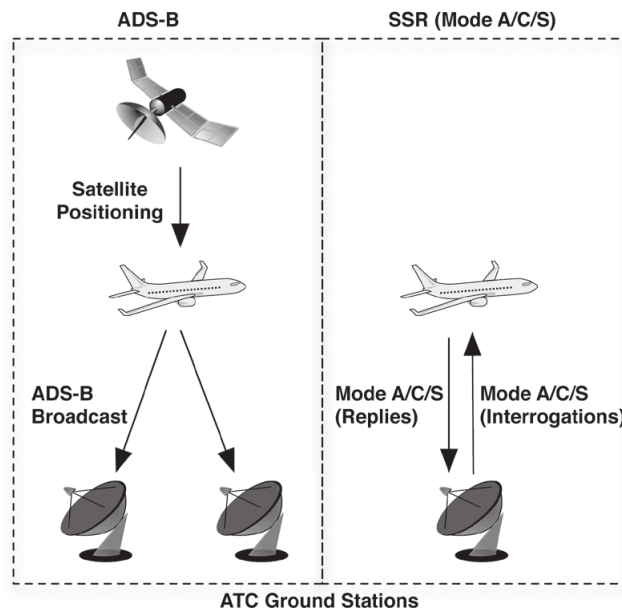 ADS-B
SSR (Mode A/C/S)
Satellite
Positioning
ADS-B
Broadcast
Mode A/C/S
(Replies)
Mode A/C/S
(Interrogations)
ATC Ground Stations